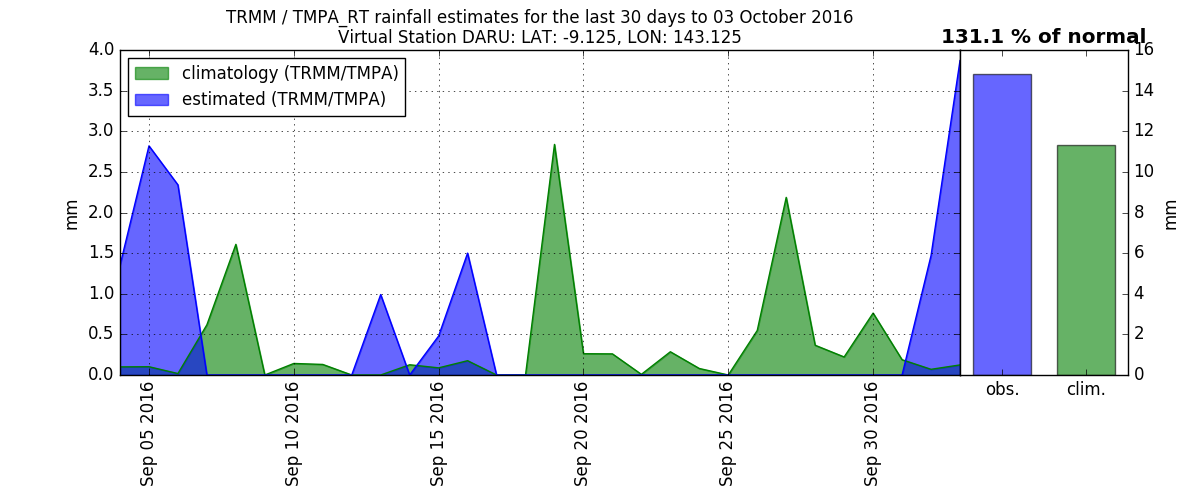 TRMM / TMPA_RT rainfall estimates for the last 30 days to 03 October 2016
Virtual Station DARU: LAT: -9.125, LON: 143.125
131.1 % of normal
climatology (TRMM/TMPA)
estimated (TRMM/TMPA)
4.0
3.5
3.0
2.5
2.0
1.5
1.0
0.5
0.0
mm
Sep 05 2016
Sep 10 2016
Sep 15 2016
Sep 20 2016
Sep 25 2016
Sep 30 2016
16
14
12
10
8
6
4
2
0
mm
obs.
clim.